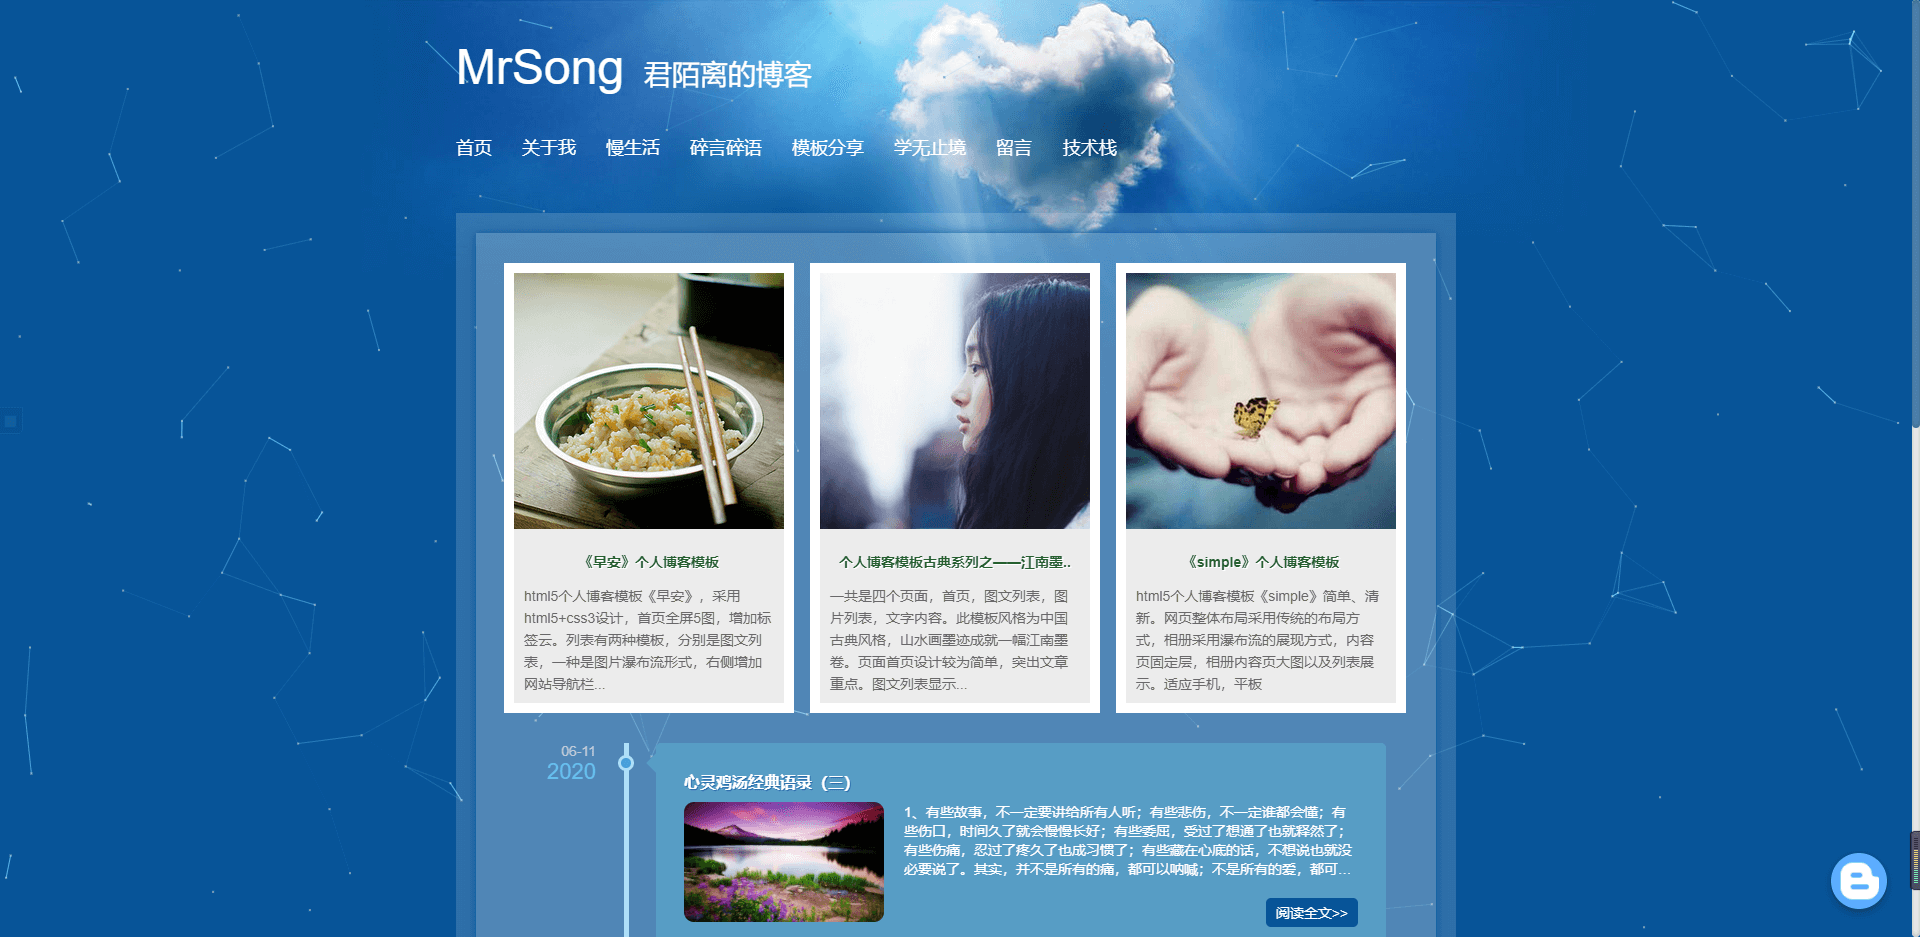 MrSong 君陌离的博客
首页 关于我 慢生活 碎言碎语 模板分享 学无止境 留言 技术栈
《早安》个人博客模板
html5个人博客模板《早安》，采用
html5+css3设计，首页全屏5图，增加标
签云。列表有两种模板，分别是图文列
表，一种是图片瀑布流形式，右侧增加
网站导航栏...
个人博客模板古典系列之——江南墨..
一共是四个页面，首页，图文列表，图
片列表，文字内容。此模板风格为中国
古典风格，山水画墨迹成就一幅江南墨
卷。页面首页设计较为简单，突出文章
重点。图文列表显示...
《simple》个人博客模板
html5个人博客模板《simple》简单、清
新。网页整体布局采用传统的布局方
式，相册采用瀑布流的展现方式，内容
页固定层，相册内容页大图以及列表展
示。适应手机，平板
06-11
2020
心灵鸡汤经典语录（三）
1、有些故事，不一定要讲给所有人听；有些悲伤，不一定谁都会懂；有
些伤口，时间久了就会慢慢长好；有些委屈，受过了想通了也就释然了；
有些伤痛，忍过了疼久了也成习惯了；有些藏在心底的话，不想说也就没
必要说了。其实，并不是所有的痛，都可以呐喊；不是所有的爱，都可...
阅读全文>>